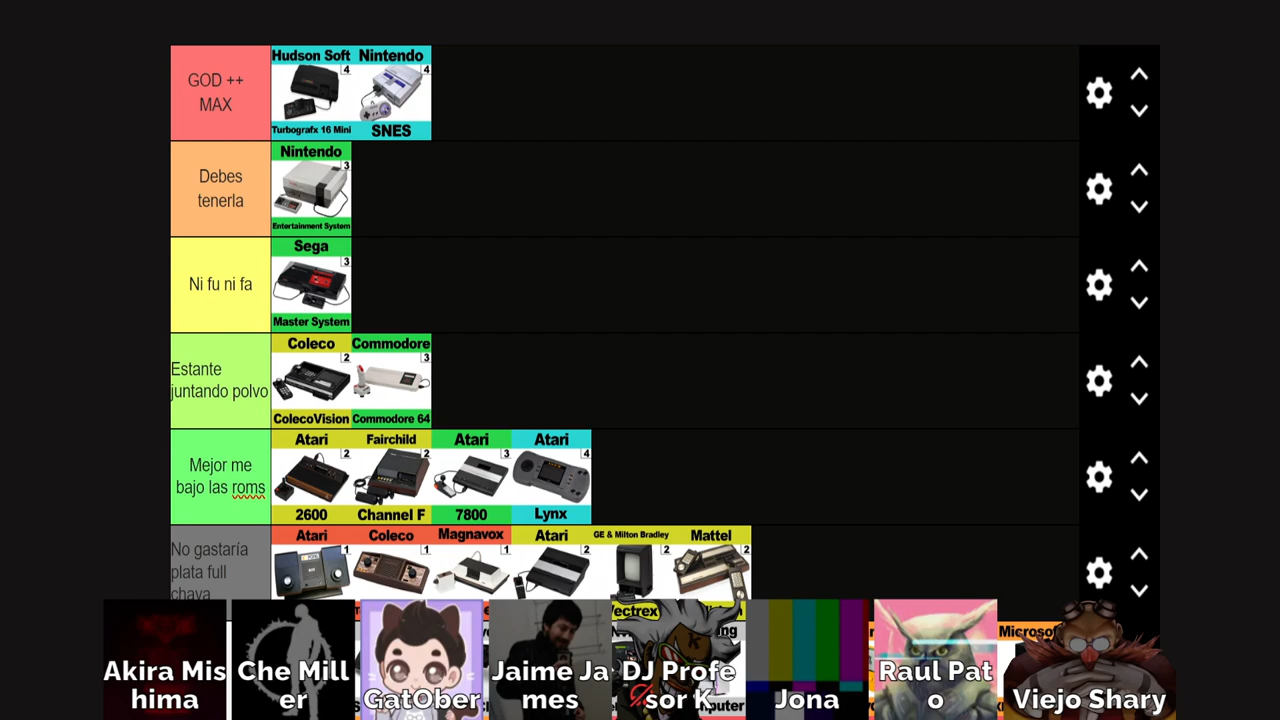 Hudson Soft Nintendo
4 4
GOD ++
MAX
Turbografx 16 Mini SNES
Nintendo
3
Debes
tenerla
Entertainment System
Sega
3
Ni fu ni fa
Master System
Coleco Commodore
2 3
Estante
juntando polvo
ColecoVision Commodore 64
Atari Fairchild Atari Atari
2 2 3 4
Mejor me
bajo las roms
2600 Channel F 7800 Lynx
Atari Coleco Magnavox Atari GE & Milton Bradley Mattel
1 1 1 2 2 2
No gastaría
plata full
chava
Vectrex
Akira Mis
hima
Che Mill
er
GatOber
Jaime Ja
mes
DJ Profe
sor K
Jona
Raul Pat
o
Viejo Shary